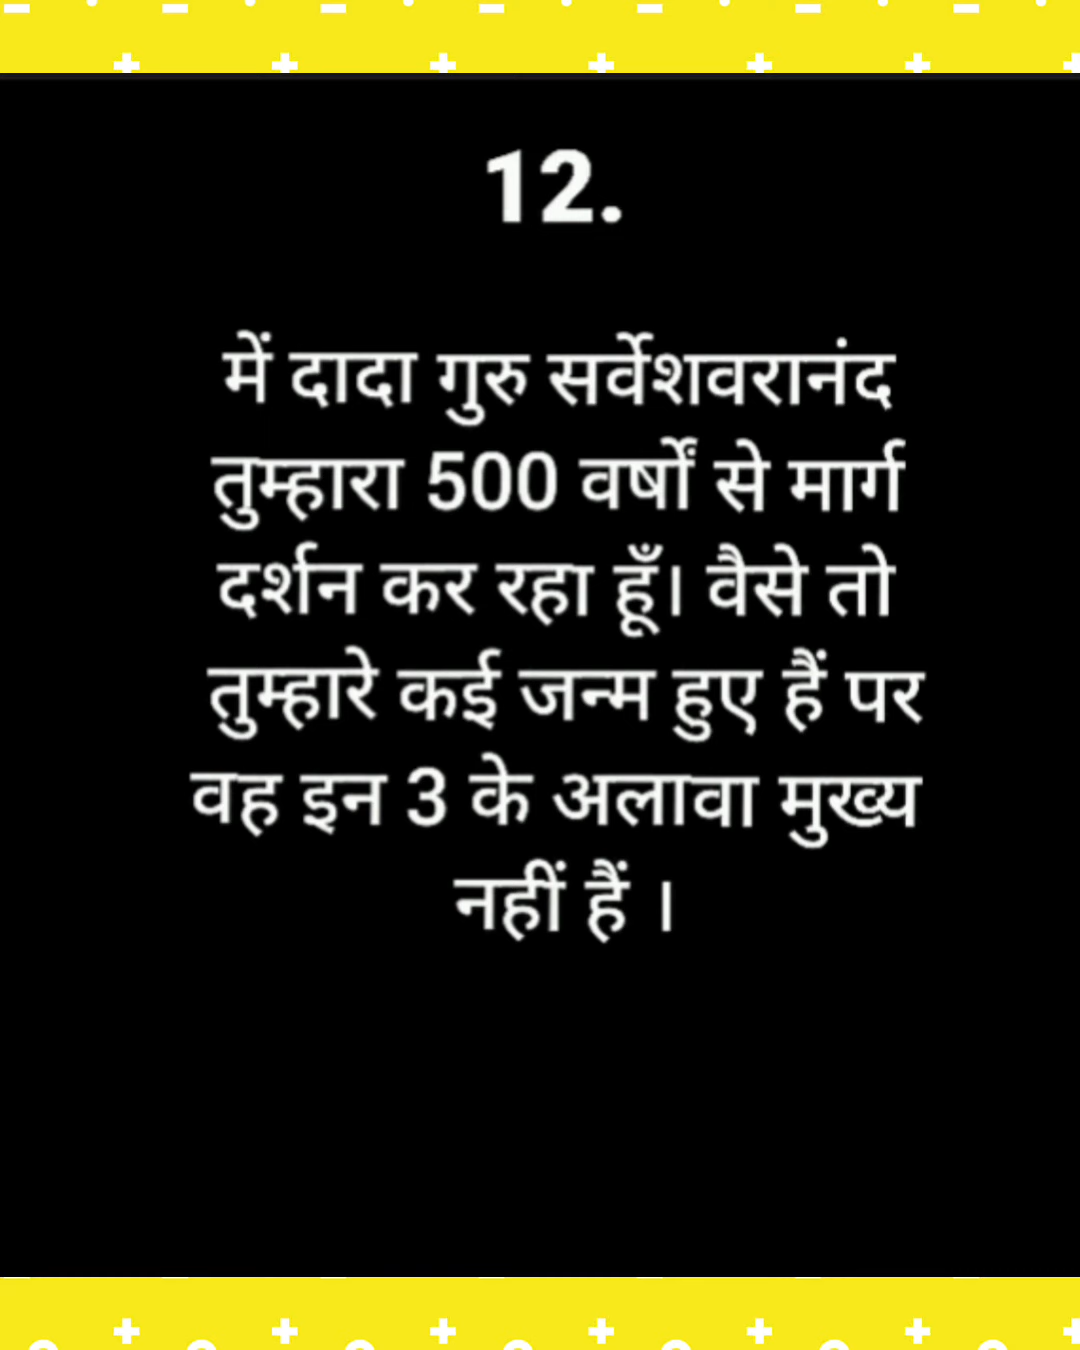 12.
में दादा गुरु सर्वेशवरानंद
तुम्हारा 500 वर्षों से मार्ग
दर्शन कर रहा हूँ। वैसे तो
तुम्हारे कई जन्म हुए हैं पर
वह इन 3 के अलावा मुख्य
नहीं हैं ।